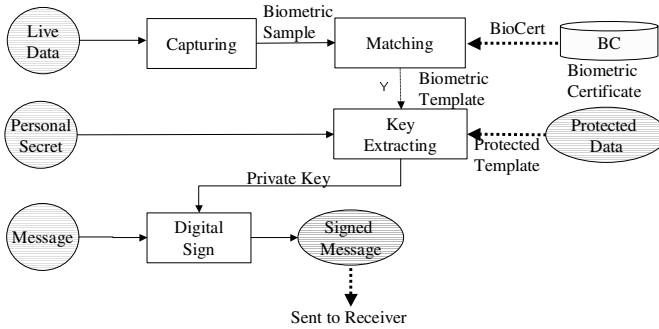 Live
Data
Capturing
Biometric
Sample
Matching
BioCert
BC
Biometric
Certificate
Y
Biometric
Template
Personal
Secret
Key
Extracting
Protected
Template
Protected
Data
Private Key
Message
Digital
Sign
Signed
Message
Sent to Receiver